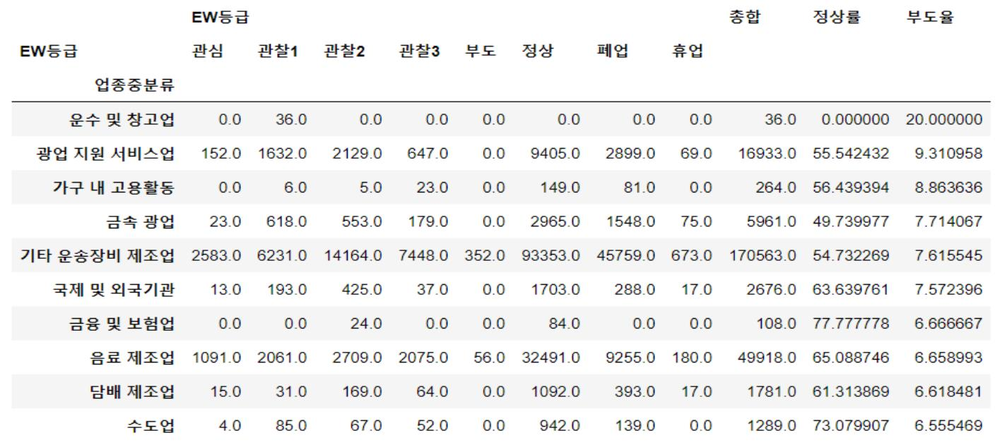 EW등급 총합 정상률 부도율
EW등급 관심 관찰1 관찰2 관찰3 부도 정상 폐업 휴업
업종중분류
운수 및 창고업 0.0 36.0 0.0 0.0 0.0 0.0 0.0 0.0 36.0 0.000000 20.000000
광업 지원 서비스업 152.0 1632.0 2129.0 647.0 0.0 9405.0 2899.0 69.0 16933.0 55.542432 9.310958
가구 내 고용활동 0.0 6.0 5.0 23.0 0.0 149.0 81.0 0.0 264.0 56.439394 8.863636
금속 광업 23.0 618.0 553.0 179.0 0.0 2965.0 1548.0 75.0 5961.0 49.739977 7.714067
기타 운송장비 제조업 2583.0 6231.0 14164.0 7448.0 352.0 93353.0 45759.0 673.0 170563.0 54.732269 7.615545
국제 및 외국기관 13.0 193.0 425.0 37.0 0.0 1703.0 288.0 17.0 2676.0 63.639761 7.572396
금융 및 보험업 0.0 0.0 24.0 0.0 0.0 84.0 0.0 0.0 108.0 77.777778 6.666667
음료 제조업 1091.0 2061.0 2709.0 2075.0 56.0 32491.0 9255.0 180.0 49918.0 65.088746 6.658993
담배 제조업 15.0 31.0 169.0 64.0 0.0 1092.0 393.0 17.0 1781.0 61.313869 6.618481
수도업 4.0 85.0 67.0 52.0 0.0 942.0 139.0 0.0 1289.0 73.079907 6.555469